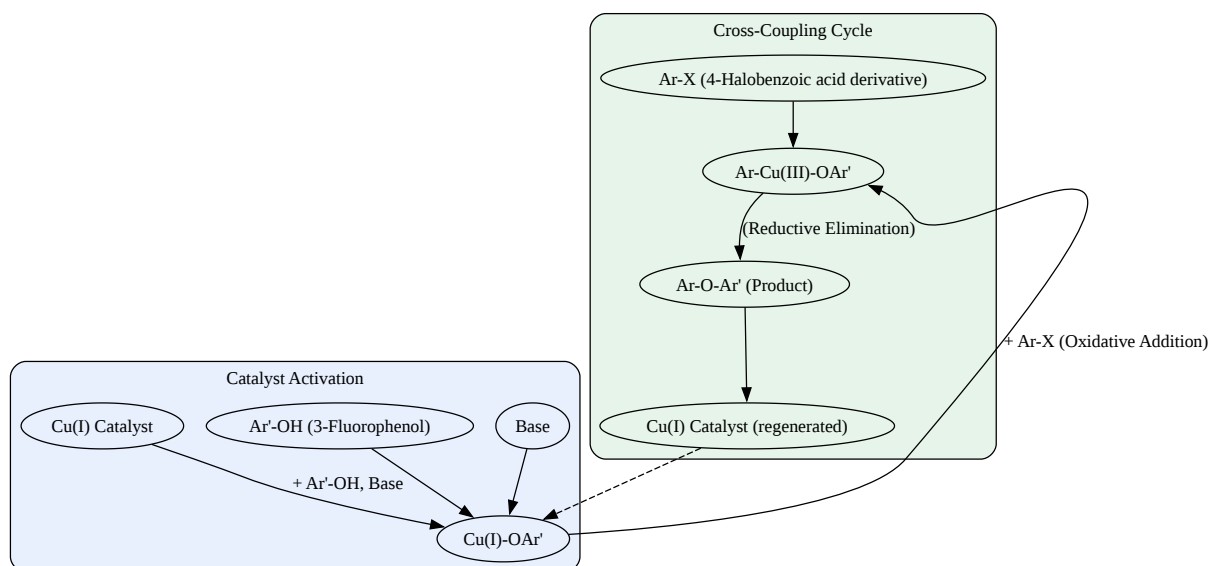 Cross-Coupling Cycle
Ar-X (4-Halobenzoic acid derivative)
Ar-Cu(III)-OAr'
(Reductive Elimination)
Ar-O-Ar' (Product)
+ Ar-X (Oxidative Addition)
Catalyst Activation
Cu(I) Catalyst
Ar'-OH (3-Fluorophenol)
Base
Cu(I) Catalyst (regenerated)
+ Ar'-OH, Base
Cu(I)-OAr'